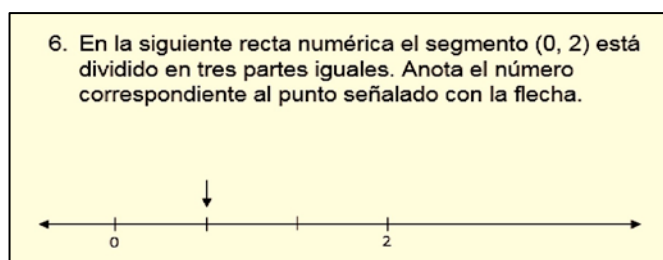 6. En la siguiente recta numérica el segmento (0, 2) está
dividido en tres partes iguales. Anota el número
correspondiente al punto señalado con la flecha.
0 2